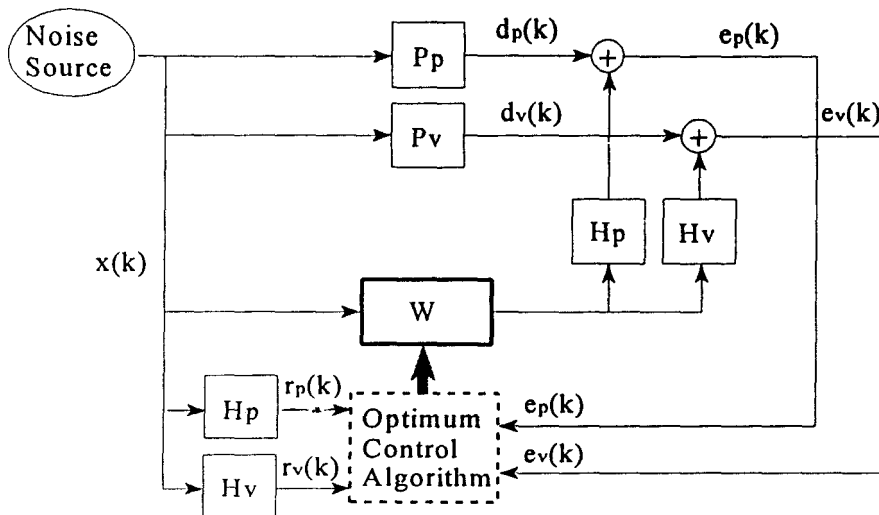 Noise
Source
Pp
dp(k)
+
ep(k)
Pv
dv(k)
+
ev(k)
Hp
Hv
x(k)
W
Hp
rp(k)
Optimum
Control
Algorithm
ep(k)
Hv
rv(k)
ev(k)